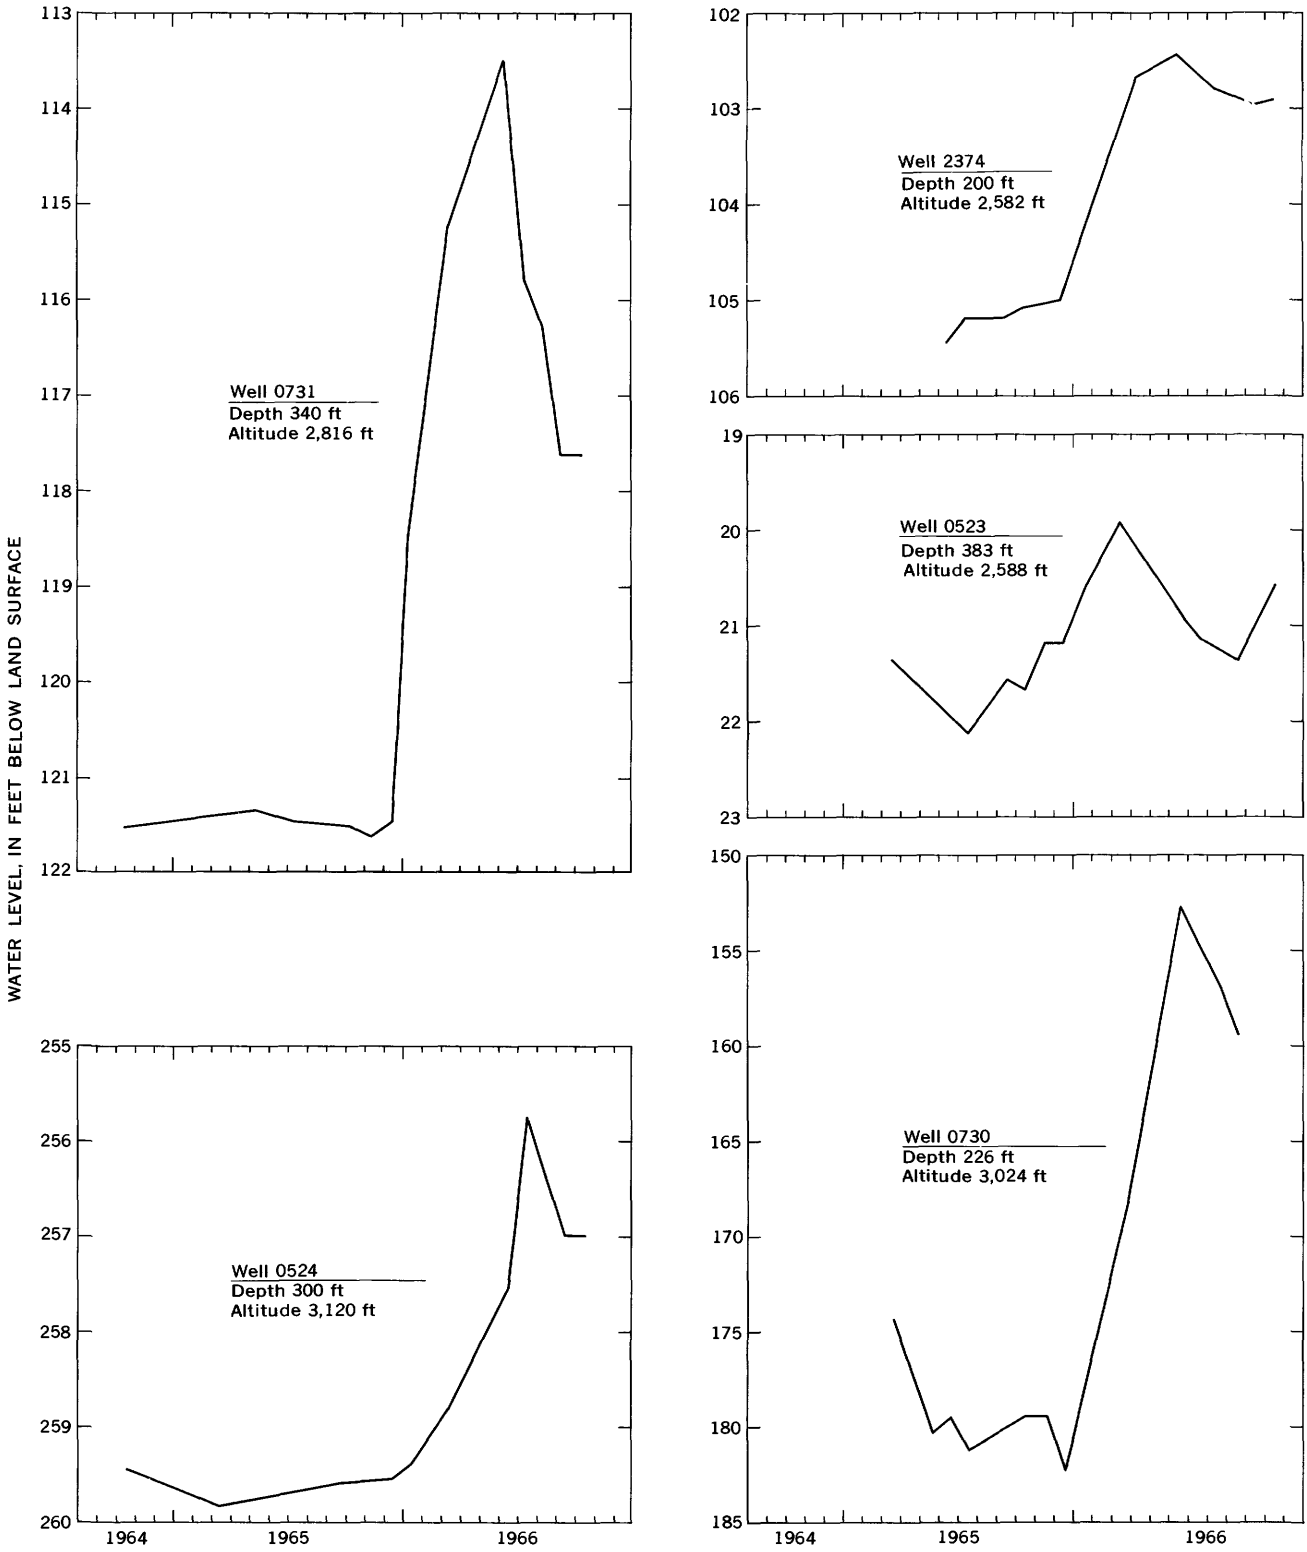 WATER LEVEL, IN FEET BELOW LAND SURFACE
113
114
115
116
117
118
119
120
121
122
Well 0731
Depth 340 ft
Altitude 2,816 ft
255
256
257
258
259
260
Well 0524
Depth 300 ft
Altitude 3,120 ft
1964 1965 1966
102
103
104
105
106
Well 2374
Depth 200 ft
Altitude 2,582 ft
19
20
21
22
23
Well 0523
Depth 383 ft
Altitude 2,588 ft
150
155
160
165
170
175
180
185
Well 0730
Depth 226 ft
Altitude 3,024 ft
1964 1965 1966